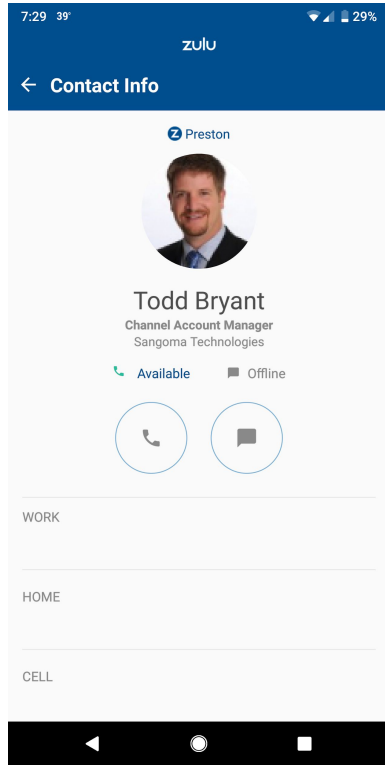 7:29 39° 29%
zulu
Contact Info
Preston
Todd Bryant
Channel Account Manager
Sangoma Technologies
Available Offline
WORK
HOME
CELL